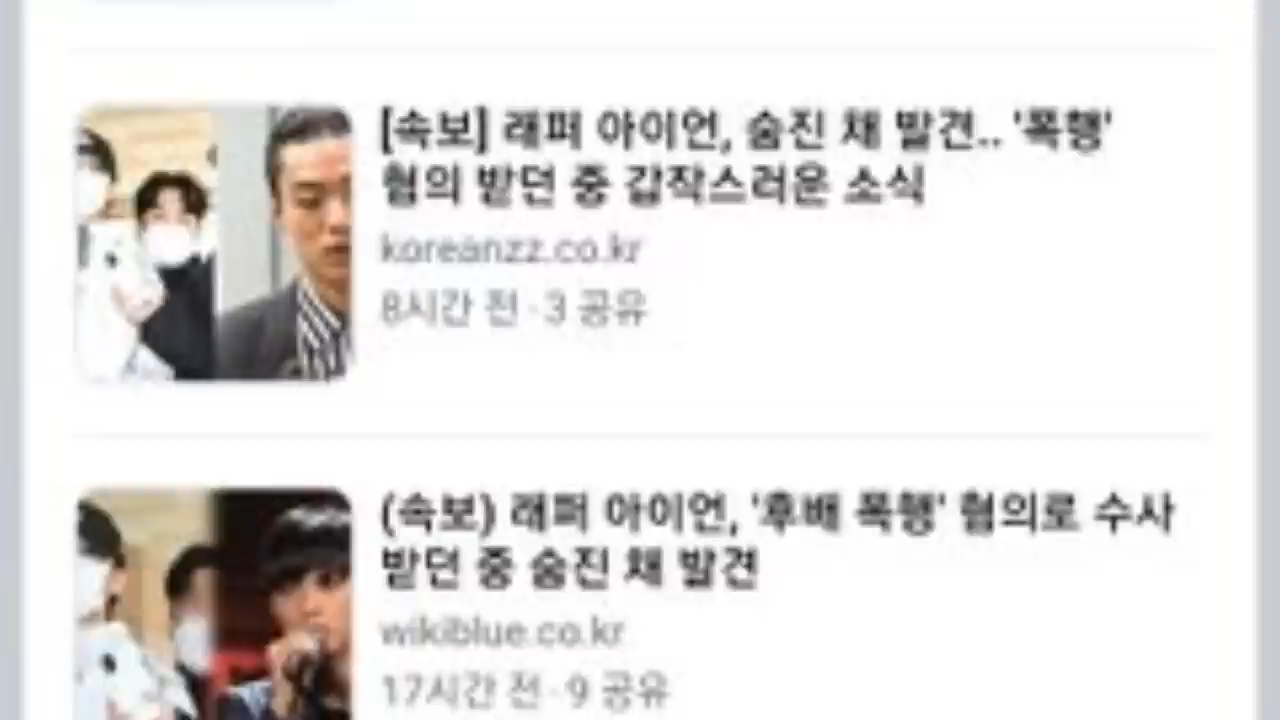 [속보] 래퍼 아이언, 숨진 채 발견.. '폭행'
혐의 받던 중 갑작스러운 소식
koreanzz.co.kr
8시간 전 · 3 공유
(속보) 래퍼 아이언, '후배 폭행' 혐의로 수사
받던 중 숨진 채 발견
wikiblue.co.kr
17시간 전 · 9 공유